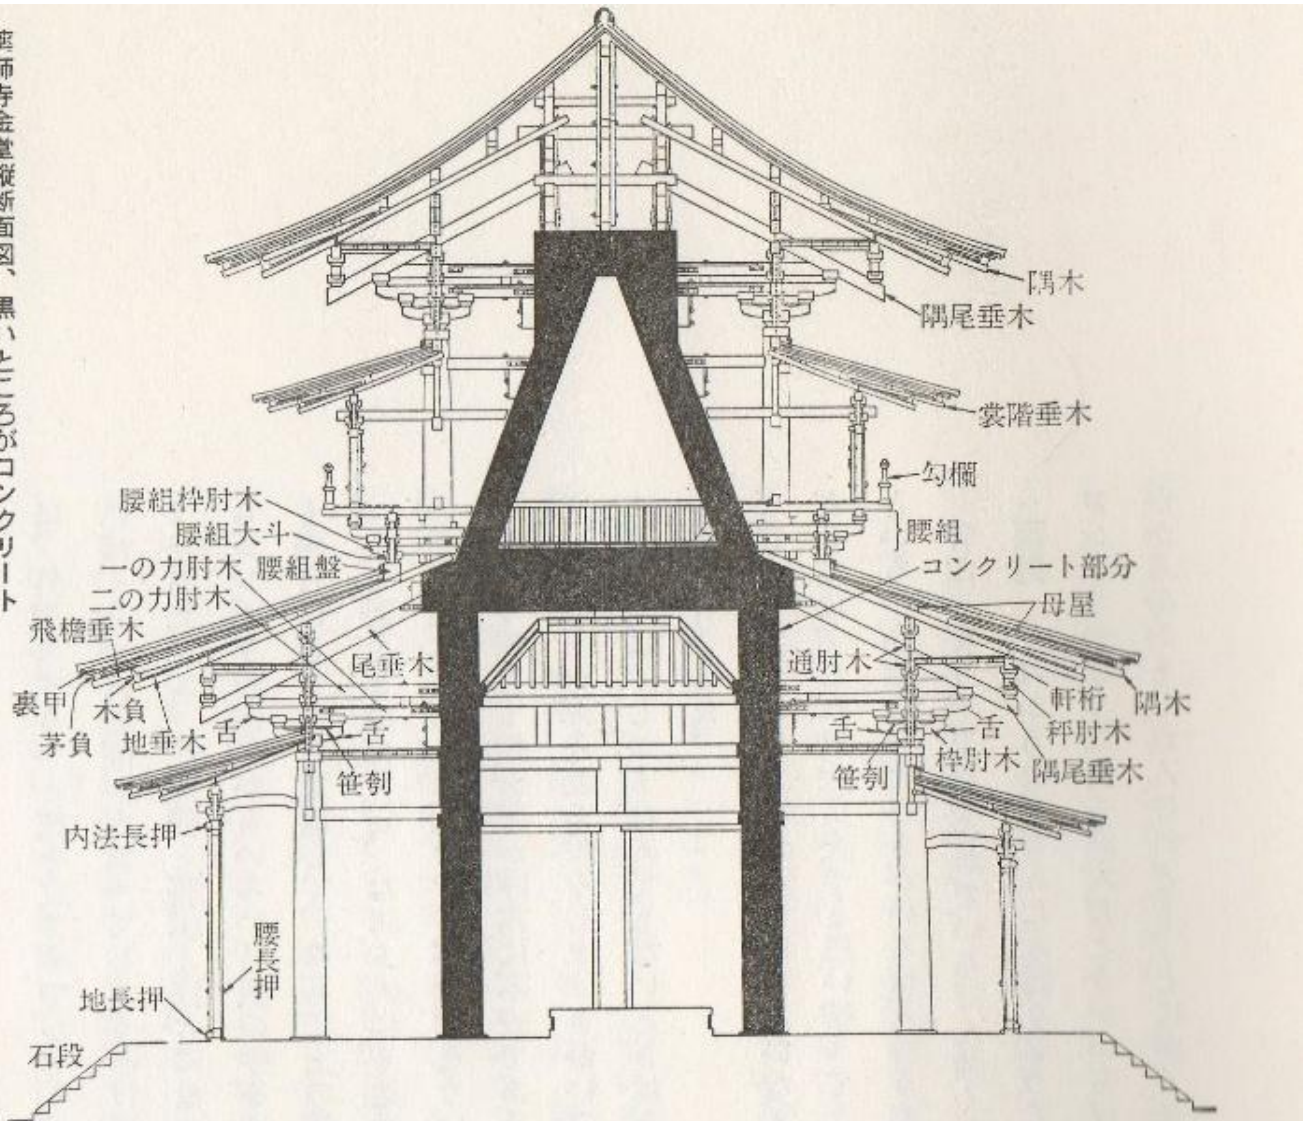 薬師寺金堂縦断面図、黒いところがコンクリート
隅木
隅尾垂木
裳階垂木
勾欄
腰組枠肘木
腰組大斗
腰組
一の力肘木
腰組盤
コンクリート部分
二の力肘木
母屋
飛檐垂木
尾垂木
通肘木
裏甲
木負
軒桁
隅木
茅負
地垂木
舌
舌
舌
舌
秤肘木
枠肘木
隅尾垂木
笹刳
笹刳
内法長押
腰長押
地長押
石段